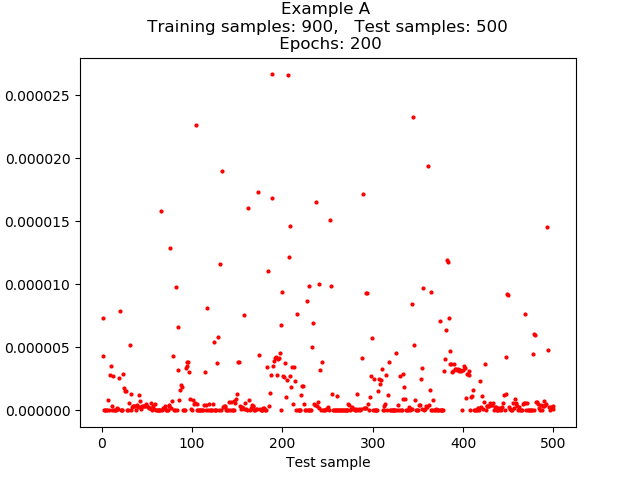 Example A
Training samples: 900,   Test samples: 500
Epochs: 200
0.000025
0.000020
0.000015
0.000010
0.000005
0.000000
0 100 200 300 400 500
Test sample